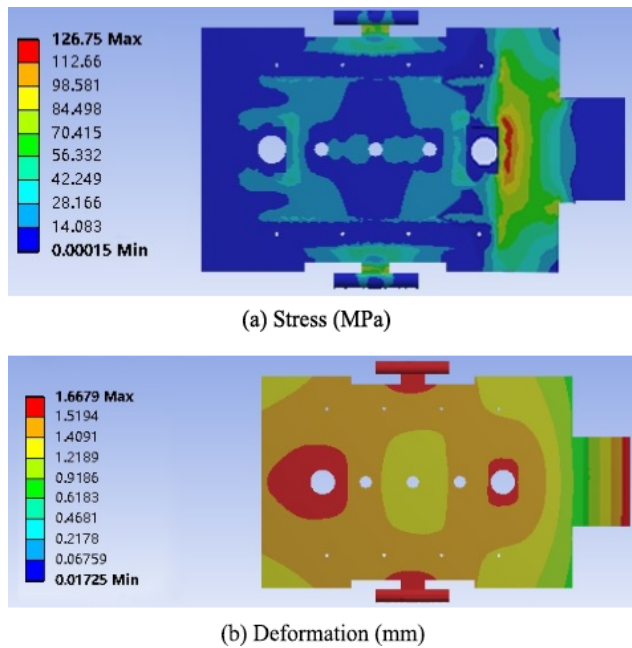 126.75 Max
112.66
98.581
84.498
70.415
56.332
42.249
28.166
14.083
0.00015 Min
(a) Stress (MPa)
1.6679 Max
1.5194
1.4091
1.2189
0.9186
0.6183
0.4681
0.2178
0.06759
0.01725 Min
(b) Deformation (mm)